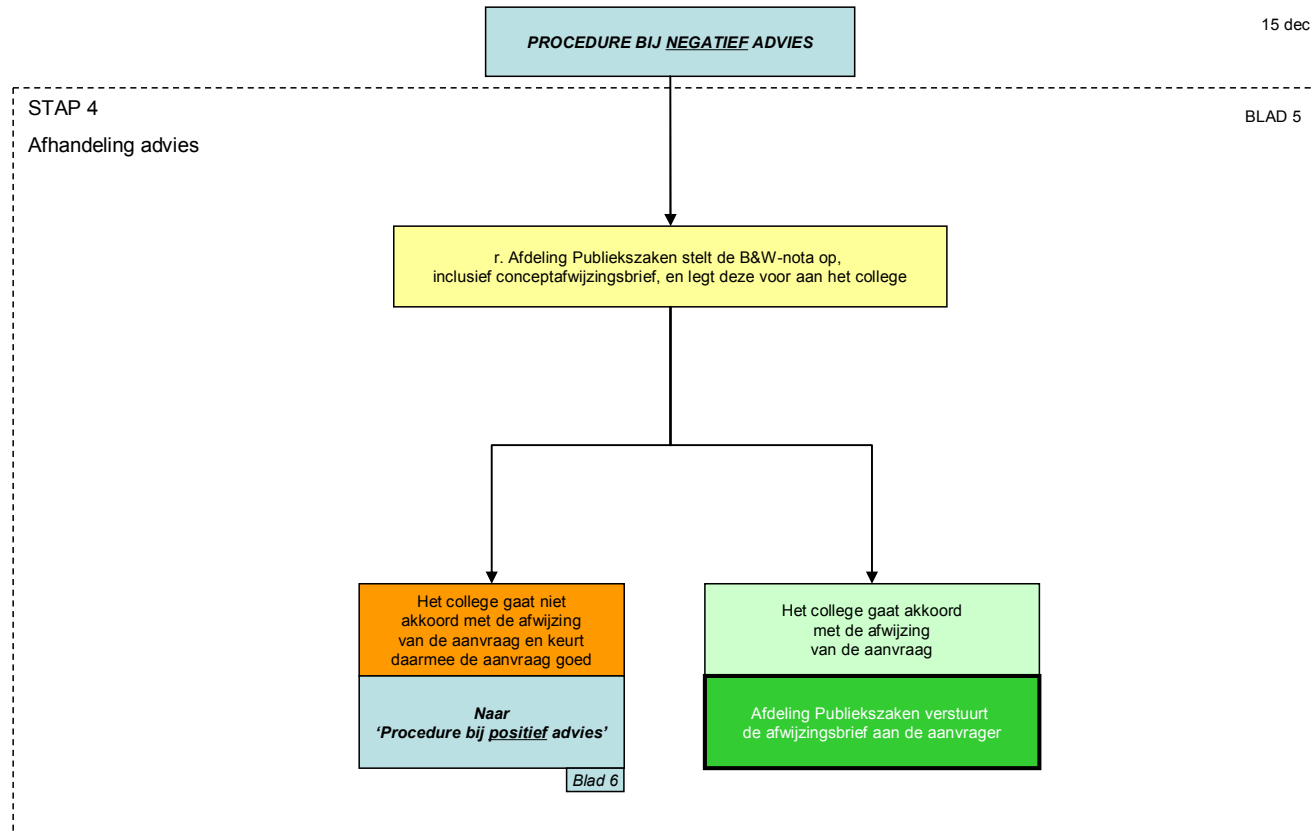 PROCEDURE BIJ NEGATIEF ADVIES
15 dec
STAP 4
BLAD 5
Afhandeling advies
r. Afdeling Publiekszaken stelt de B&W-nota op,
inclusief conceptafwijzingsbrief, en legt deze voor aan het college
Het college gaat niet
akkoord met de afwijzing
van de aanvraag en keurt
daarmee de aanvraag goed
Naar
‘Procedure bij positief advies’
Blad 6
Het college gaat akkoord
met de afwijzing
van de aanvraag
Afdeling Publiekszaken verstuurt
de afwijzingsbrief aan de aanvrager